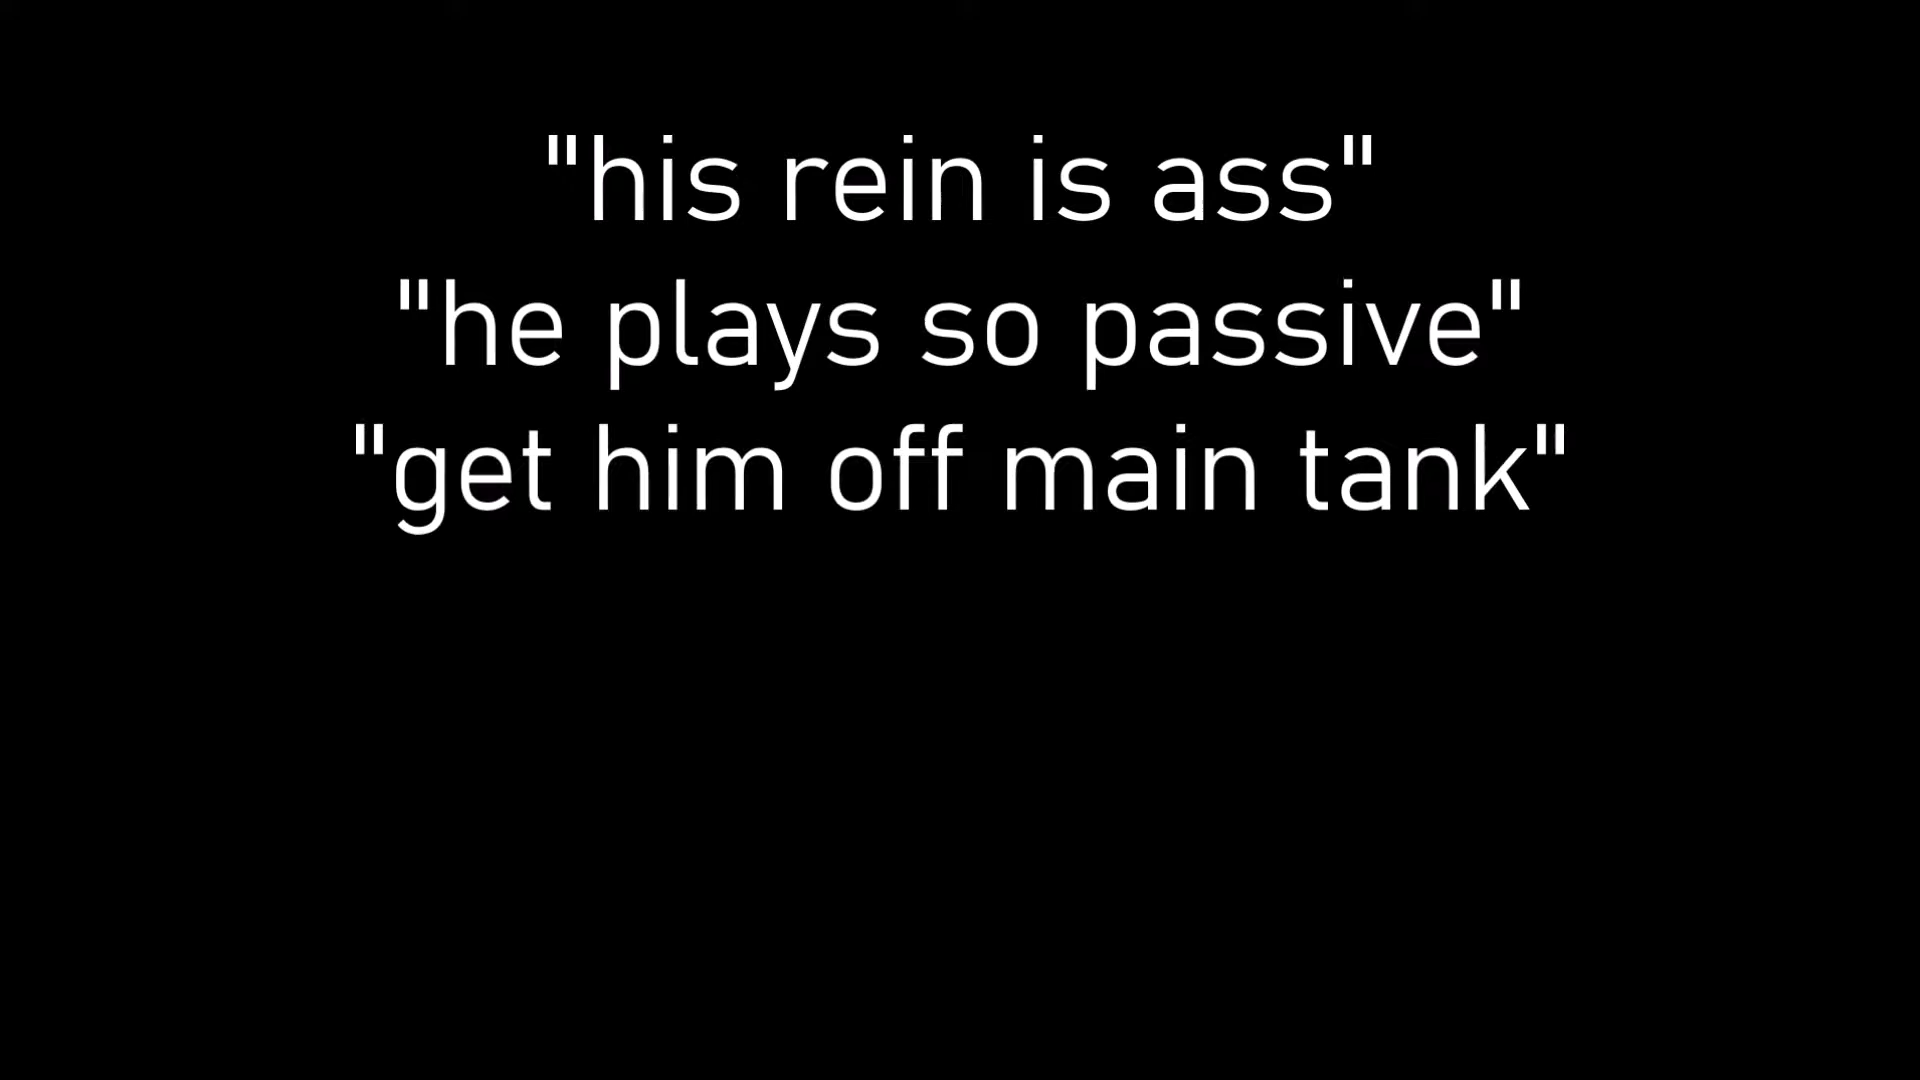 "his rein is ass"
"he plays so passive"
"get him off main tank"